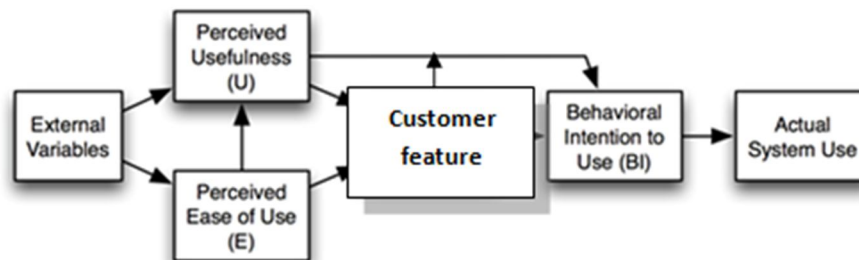 Perceived
Usefulness
(U)
External
Variables
Customer
feature
Behavioral
Intention to
Use (BI)
Actual
System Use
Perceived
Ease of Use
(E)